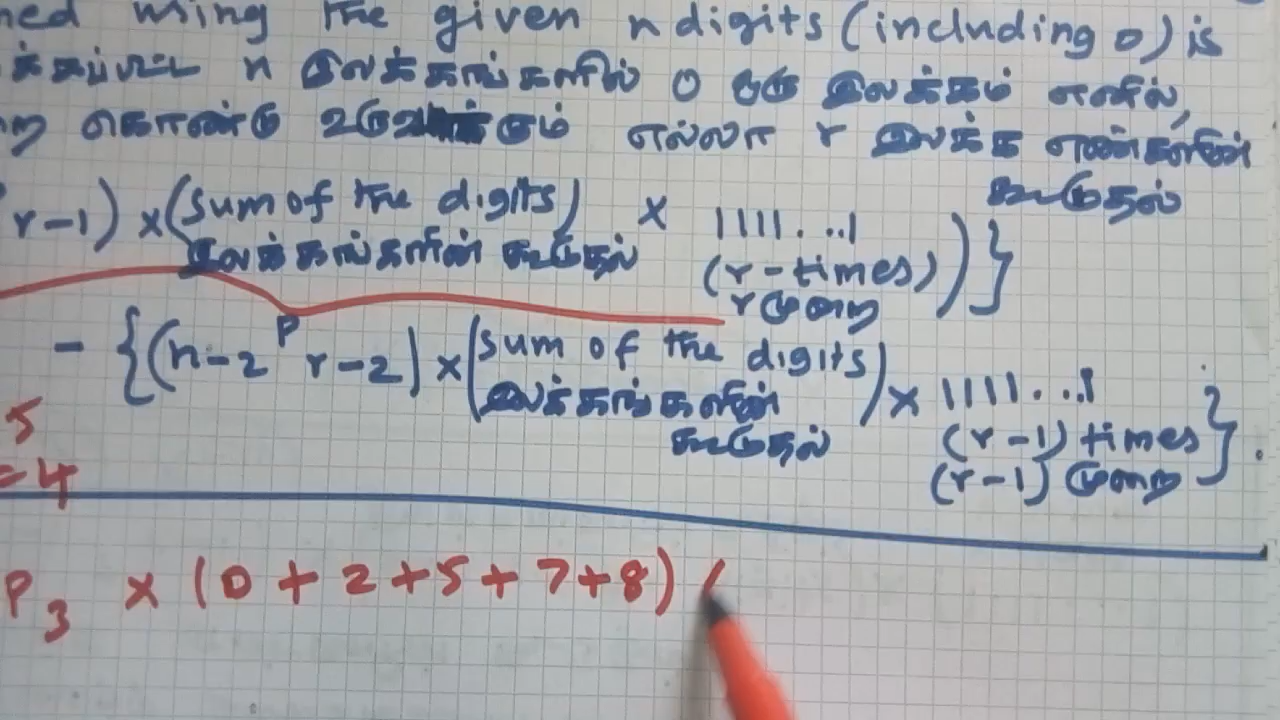 ned using the given n digits (including 0) is
க்கப்பட்ட n இலக்கங்களில் 0 ஒரு இலக்கம் எனில்,
றை கொண்டு உருவாக்கும் எல்லா r இலக்க எண்களின்
கூடுதல்
r-1) × (sum of the digits) × 1111...1
இலக்கங்களின் கூடுதல் (r-times))}
r முறை
- {(n-2 P r-2) × (sum of the digits) × 1111...1
இலக்கங்களின் (r-1) times}.
கூடுதல் (r-1) முறை
5
=4
P3 × (0 + 2 + 5 + 7 + 8) (